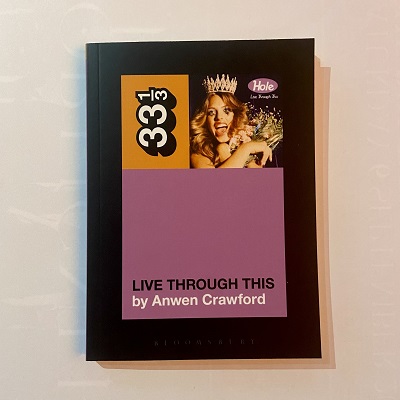 33 1/3
Hole
Live Through This
LIVE THROUGH THIS
by Anwen Crawford
BLOOMSBURY